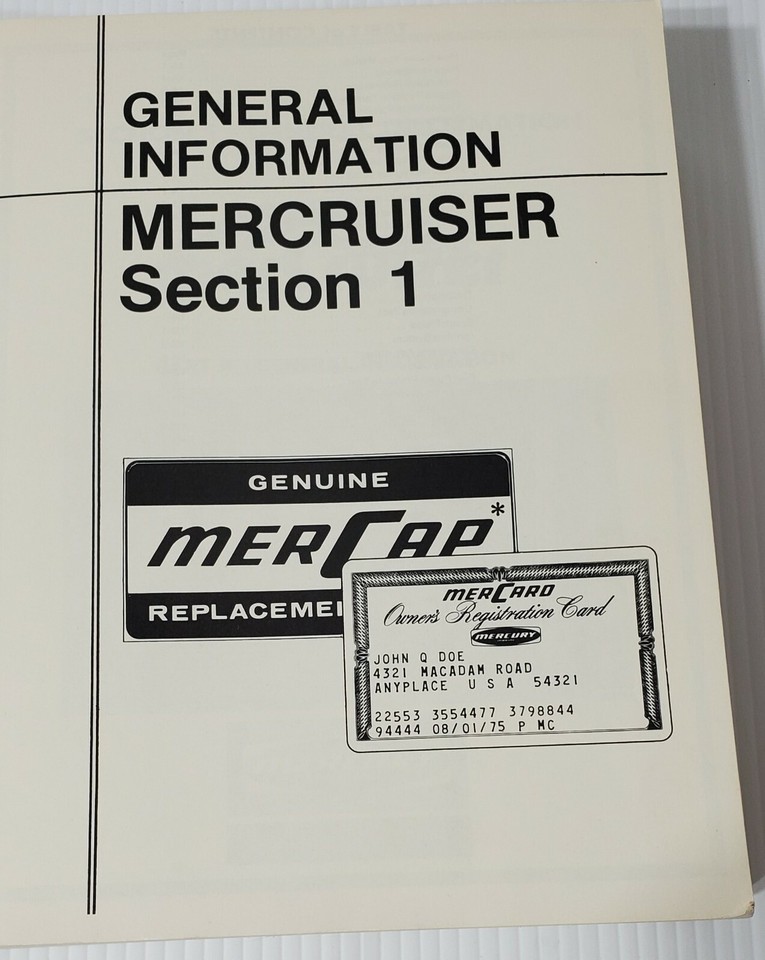 GENERAL
INFORMATION
MERCRUISER
Section 1
GENUINE
MERCAP*
REPLACEME
MERCARD
Owner's Registration Card
MERCURY
JOHN Q DOE
4321 MACADAM ROAD
ANYPLACE U S A 54321
22553 3554477 3798844
94444 08/01/75 P MC